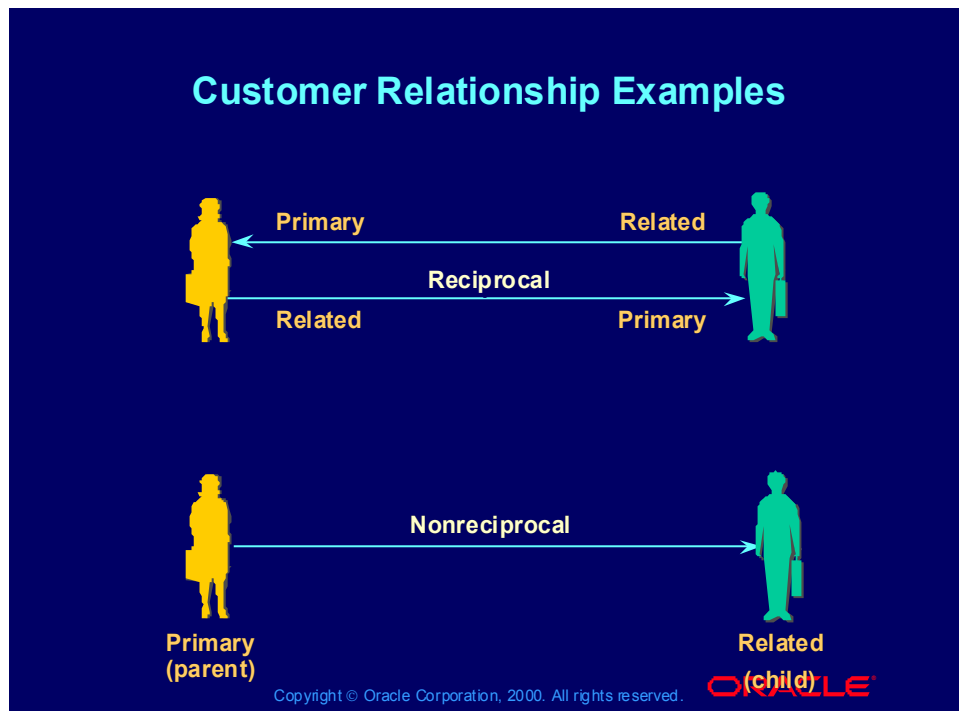 Customer Relationship Examples
Primary Related
Reciprocal
Related Primary
Nonreciprocal
Primary Related
(parent) (child)
Copyright © Oracle Corporation, 2000. All rights reserved. ORACLE®